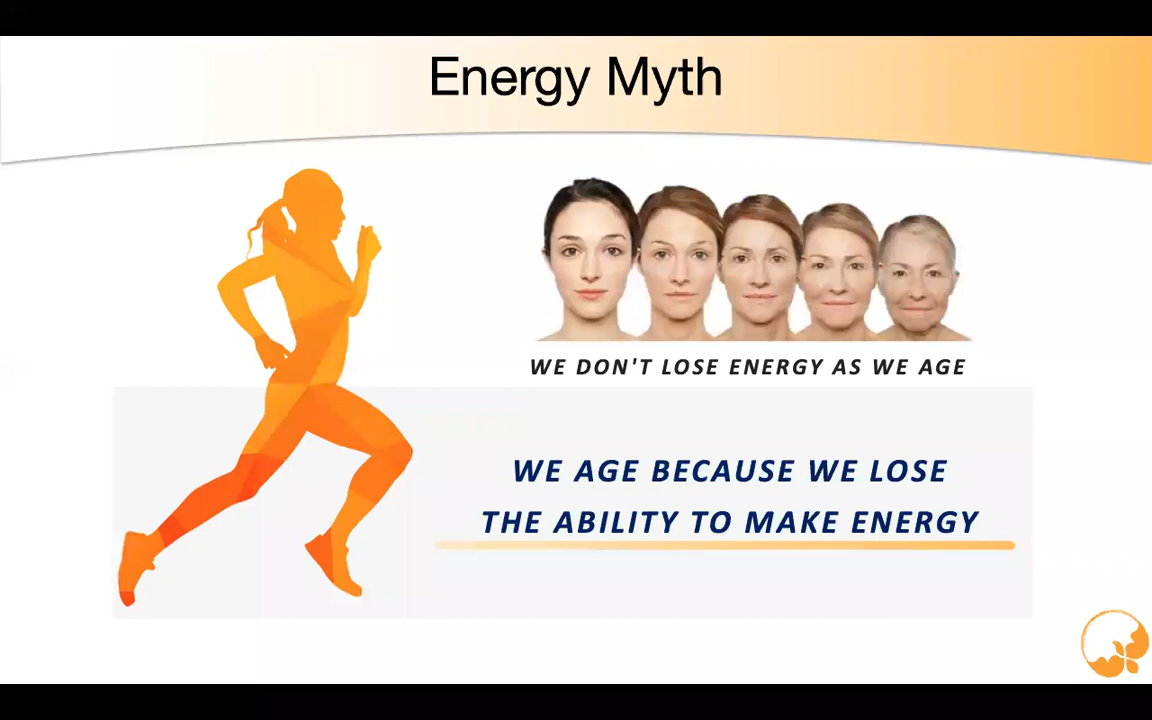 Energy Myth
WE DON'T LOSE ENERGY AS WE AGE
WE AGE BECAUSE WE LOSE
THE ABILITY TO MAKE ENERGY